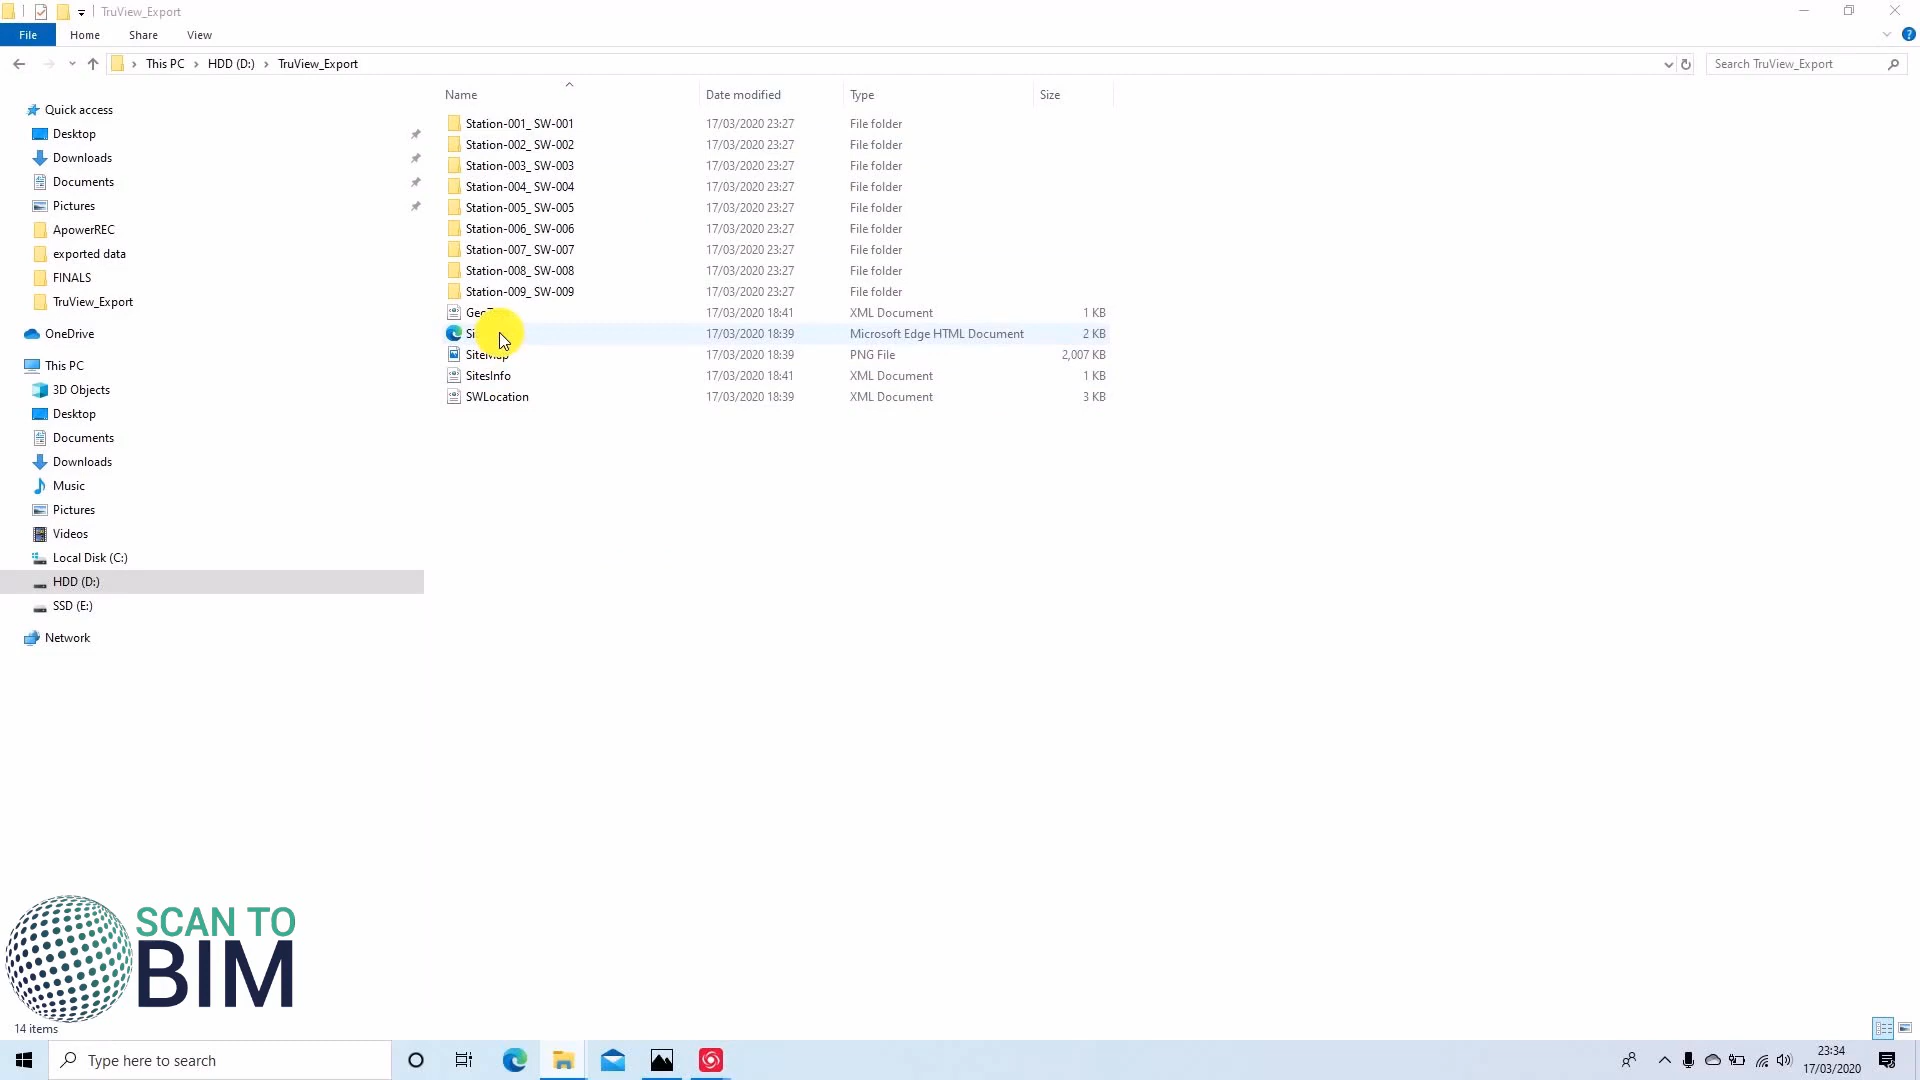 TruView_Export
File Home Share View
This PC HDD (D:) TruView_Export
Search TruView_Export
Name Date modified Type Size
Quick access
Desktop
Downloads
Documents
Pictures
ApowerREC
exported data
FINALS
TruView_Export
OneDrive
This PC
3D Objects
Desktop
Documents
Downloads
Music
Pictures
Videos
Local Disk (C:)
HDD (D:)
SSD (E:)
Network
Station-001_ SW-001 17/03/2020 23:27 File folder
Station-002_ SW-002 17/03/2020 23:27 File folder
Station-003_ SW-003 17/03/2020 23:27 File folder
Station-004_ SW-004 17/03/2020 23:27 File folder
Station-005_ SW-005 17/03/2020 23:27 File folder
Station-006_ SW-006 17/03/2020 23:27 File folder
Station-007_ SW-007 17/03/2020 23:27 File folder
Station-008_ SW-008 17/03/2020 23:27 File folder
Station-009_ SW-009 17/03/2020 23:27 File folder
17/03/2020 18:41 XML Document 1 KB
17/03/2020 18:39 Microsoft Edge HTML Document 2 KB
SiteMap 17/03/2020 18:39 PNG File 2,007 KB
SitesInfo 17/03/2020 18:41 XML Document 1 KB
SWLocation 17/03/2020 18:39 XML Document 3 KB
SCAN TO
BIM
14 items
Type here to search
23:34
17/03/2020